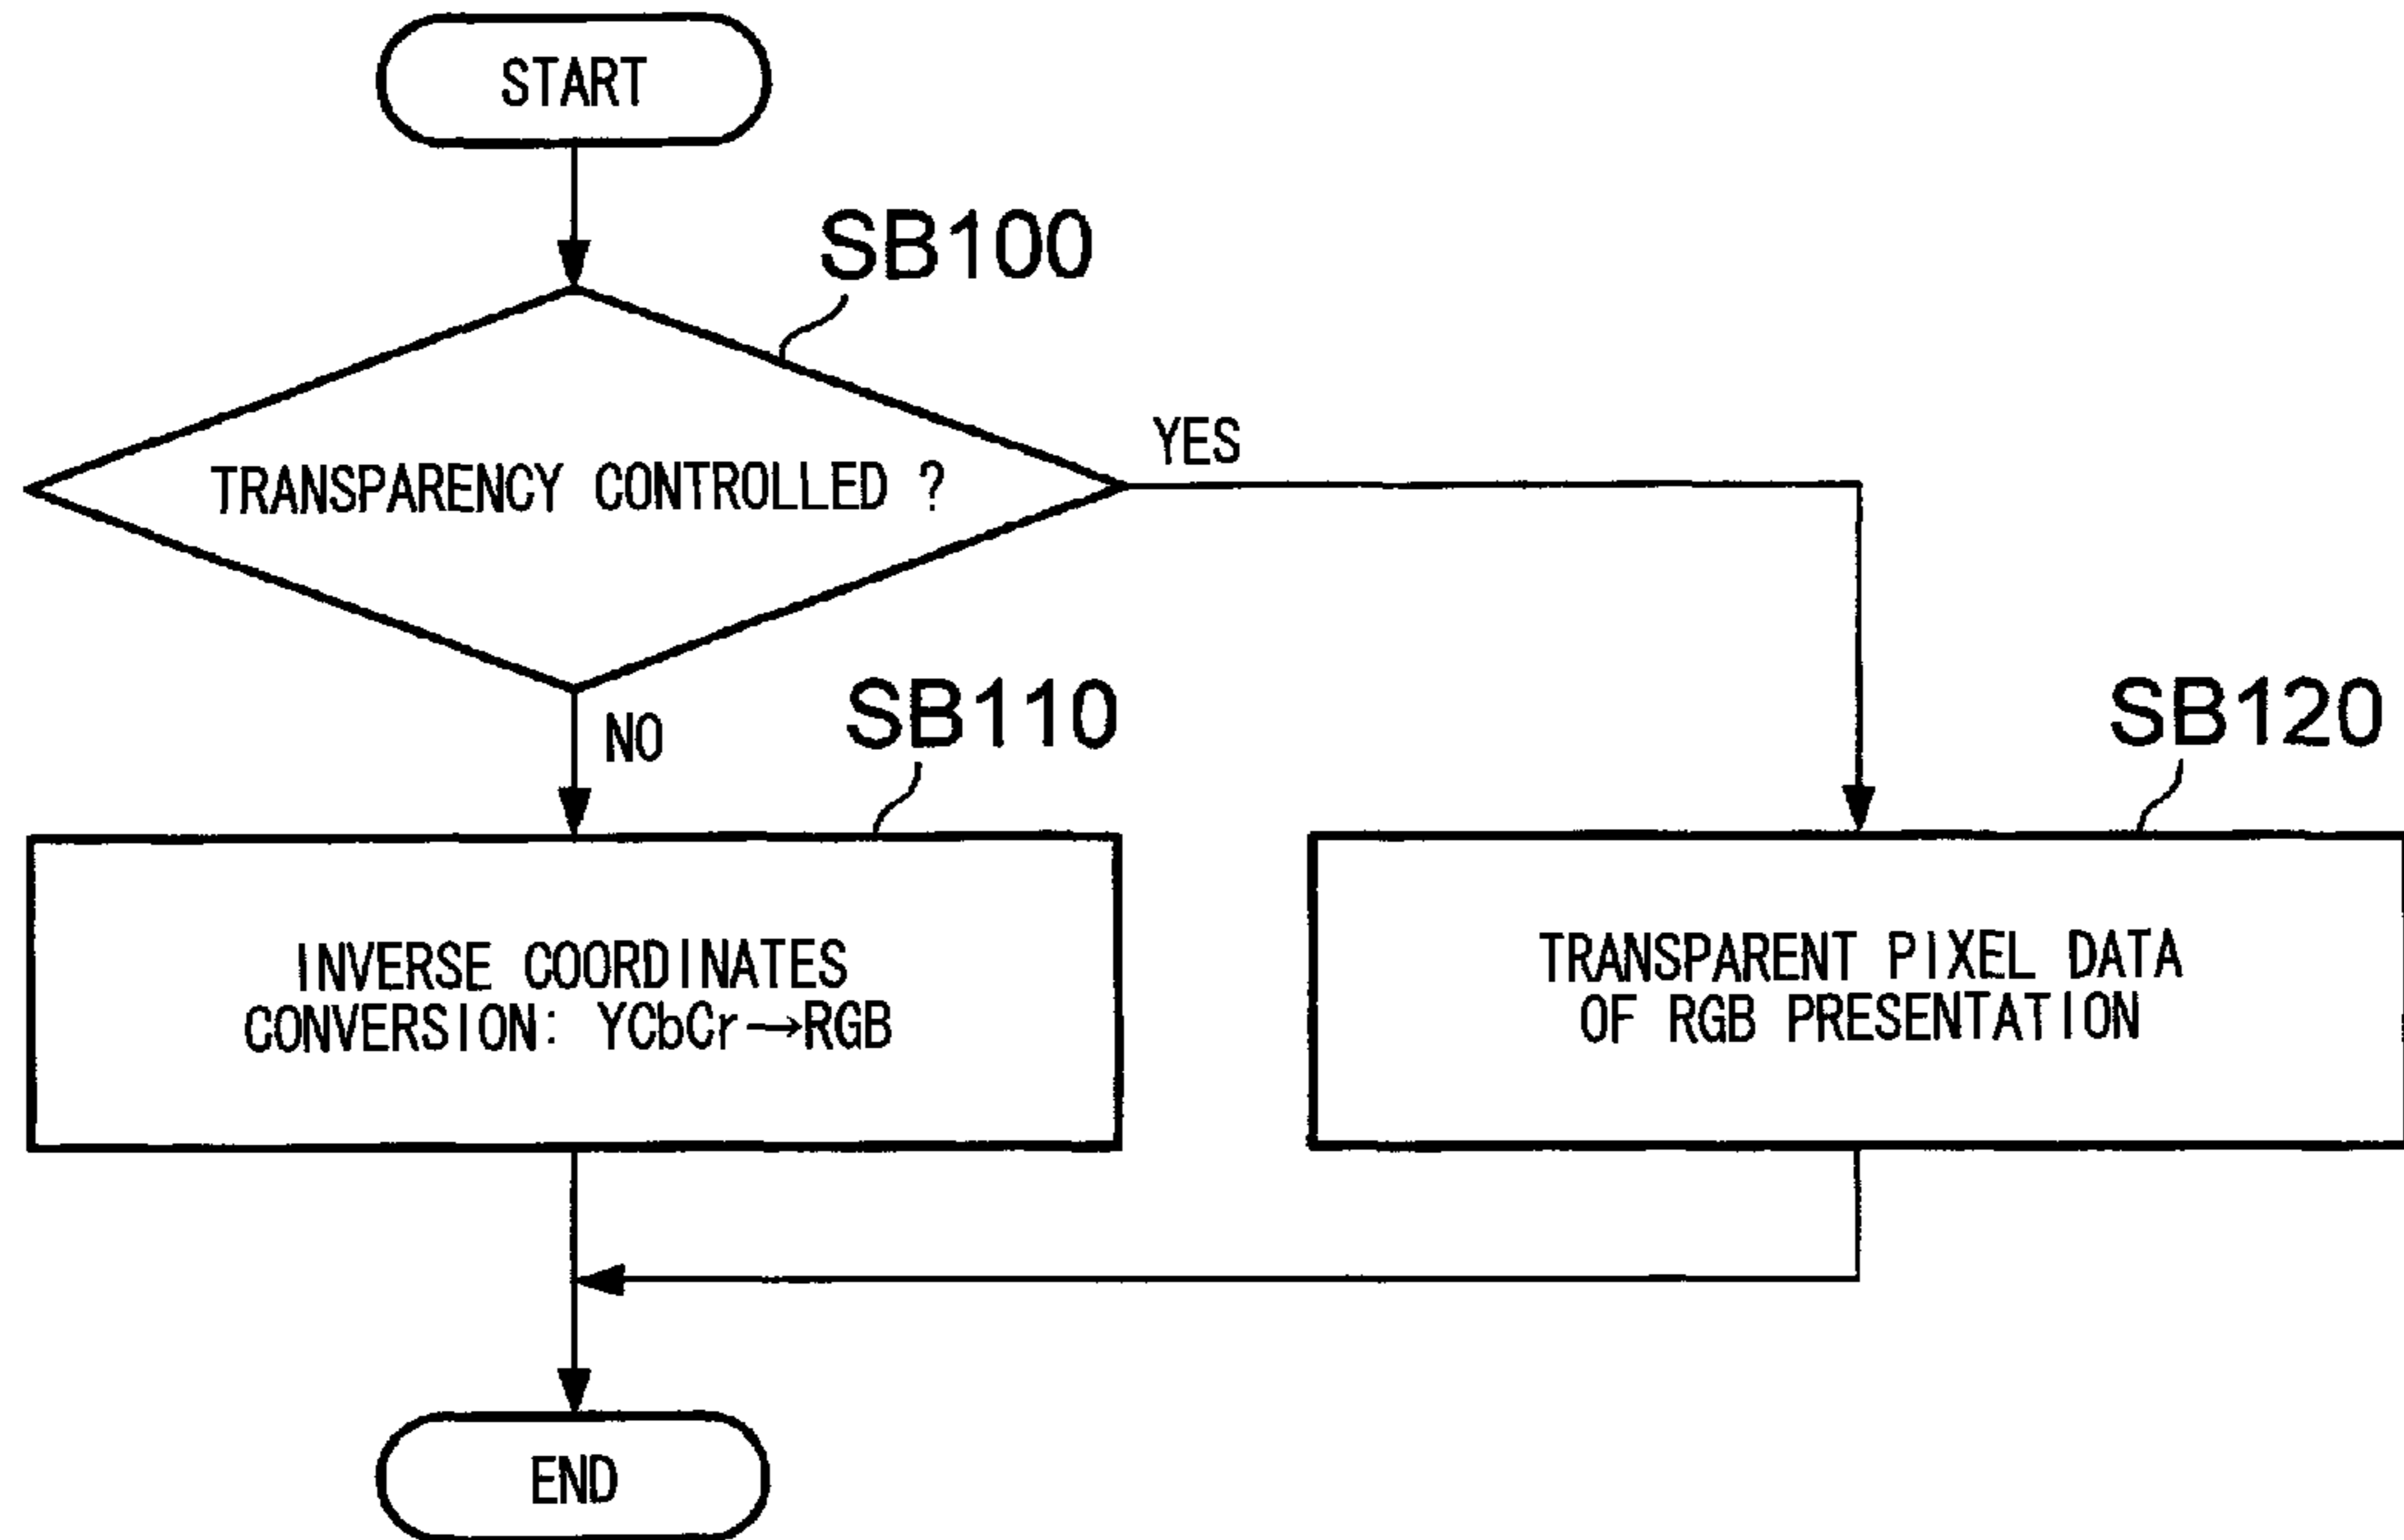 START
SB100
TRANSPARENCY CONTROLLED ?
YES
NO
SB110
SB120
INVERSE COORDINATES
CONVERSION: YCbCr→RGB
TRANSPARENT PIXEL DATA
OF RGB PRESENTATION
END